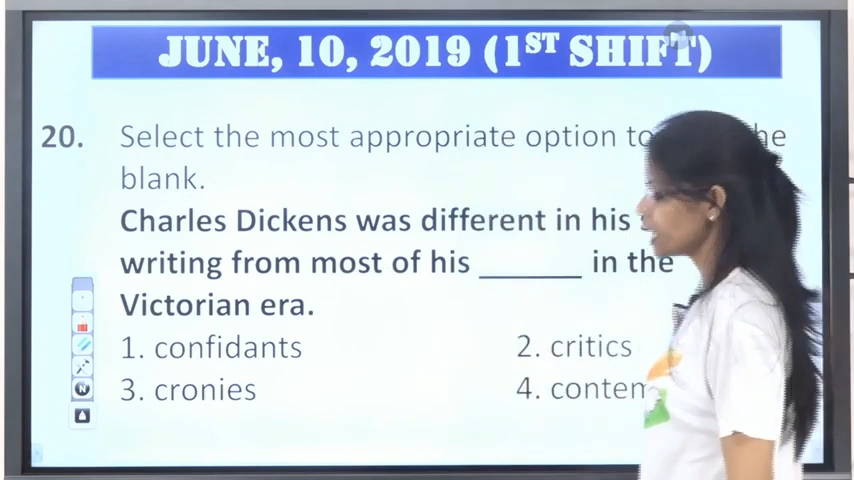 JUNE, 10, 2019 (1ST SHIFT)
20. Select the most appropriate option to
blank.
Charles Dickens was different in his
writing from most of his ______ in the
Victorian era.
1. confidants 2. critics
3. cronies 4.
N